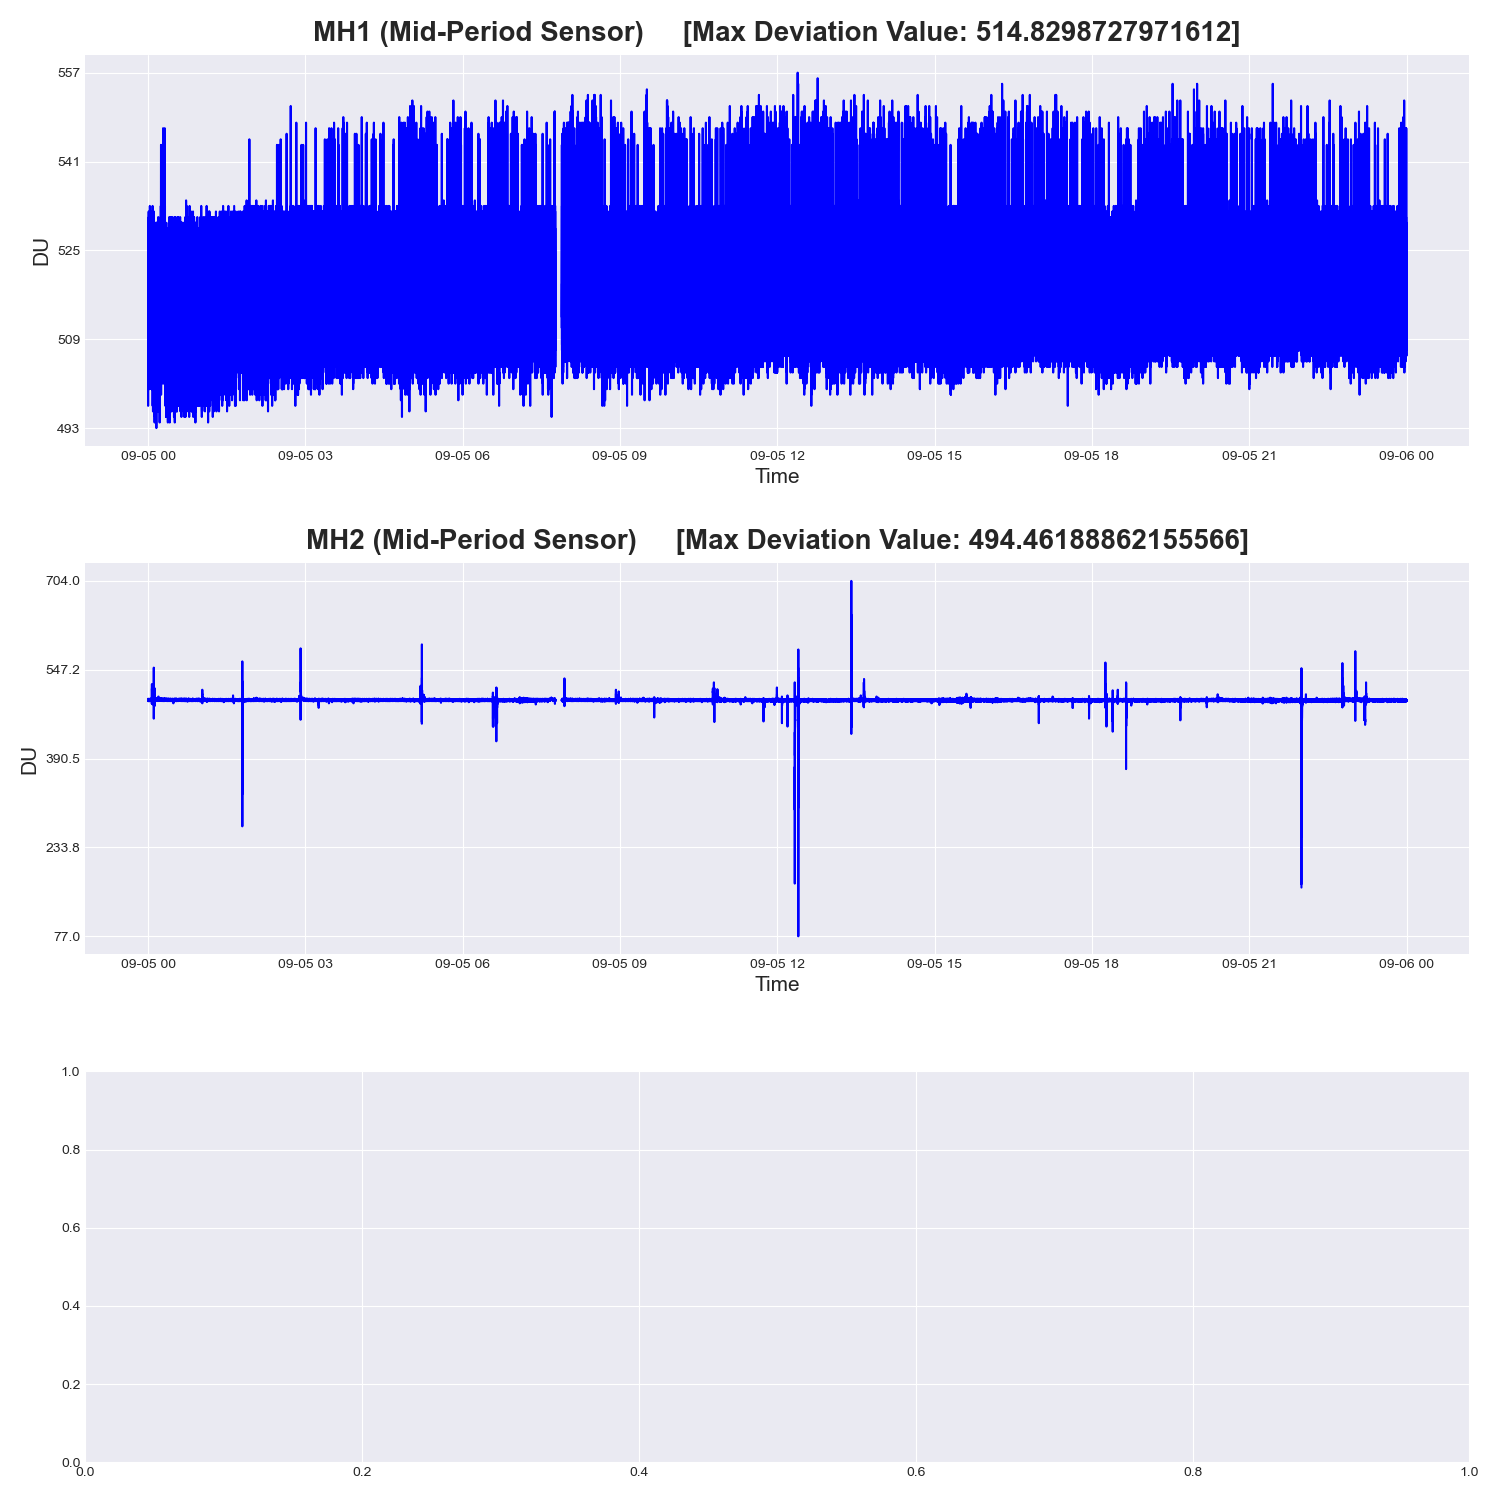 MH1 (Mid-Period Sensor) [Max Deviation Value: 514.8298727971612]
557
541
525
509
493
DU
09-05 00 09-05 03 09-05 06 09-05 09 09-05 12 09-05 15 09-05 18 09-05 21 09-06 00
Time
MH2 (Mid-Period Sensor) [Max Deviation Value: 494.46188862155566]
704.0
547.2
390.5
233.8
77.0
DU
09-05 00 09-05 03 09-05 06 09-05 09 09-05 12 09-05 15 09-05 18 09-05 21 09-06 00
Time
1.0
0.8
0.6
0.4
0.2
0.0
0.0 0.2 0.4 0.6 0.8 1.0